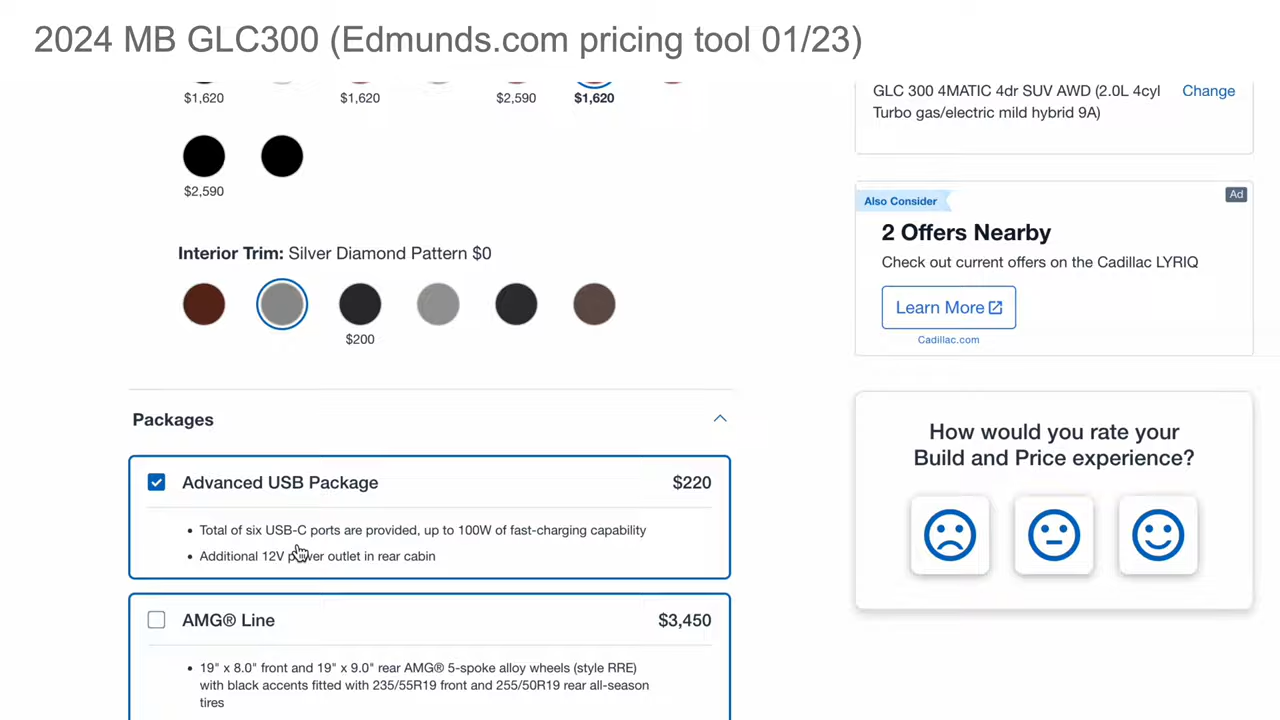 2024 MB GLC300 (Edmunds.com pricing tool 01/23)
$1,620
$1,620
$2,590
$1,620
$2,590
Interior Trim: Silver Diamond Pattern $0
$200
Packages
Advanced USB Package $220
• Total of six USB-C ports are provided, up to 100W of fast-charging capability
• Additional 12V power outlet in rear cabin
AMG® Line $3,450
• 19" x 8.0" front and 19" x 9.0" rear AMG® 5-spoke alloy wheels (style RRE)
with black accents fitted with 235/55R19 front and 255/50R19 rear all-season
tires
GLC 300 4MATIC 4dr SUV AWD (2.0L 4cyl
Turbo gas/electric mild hybrid 9A)
Change
Also Consider
Ad
2 Offers Nearby
Check out current offers on the Cadillac LYRIQ
Learn More
Cadillac.com
How would you rate your
Build and Price experience?